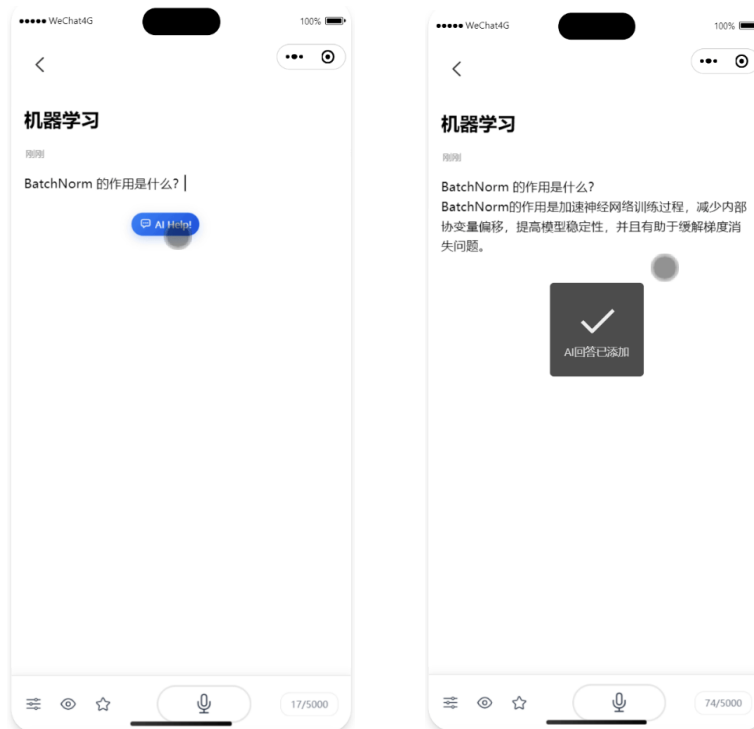 WeChat4G
100%
机器学习
刚刚
BatchNorm 的作用是什么?
AI Help!
17/5000
WeChat4G
100%
机器学习
刚刚
BatchNorm 的作用是什么?
BatchNorm的作用是加速神经网络训练过程，减少内部
协变量偏移，提高模型稳定性，并且有助于缓解梯度消
失问题。
AI回答已添加
74/5000